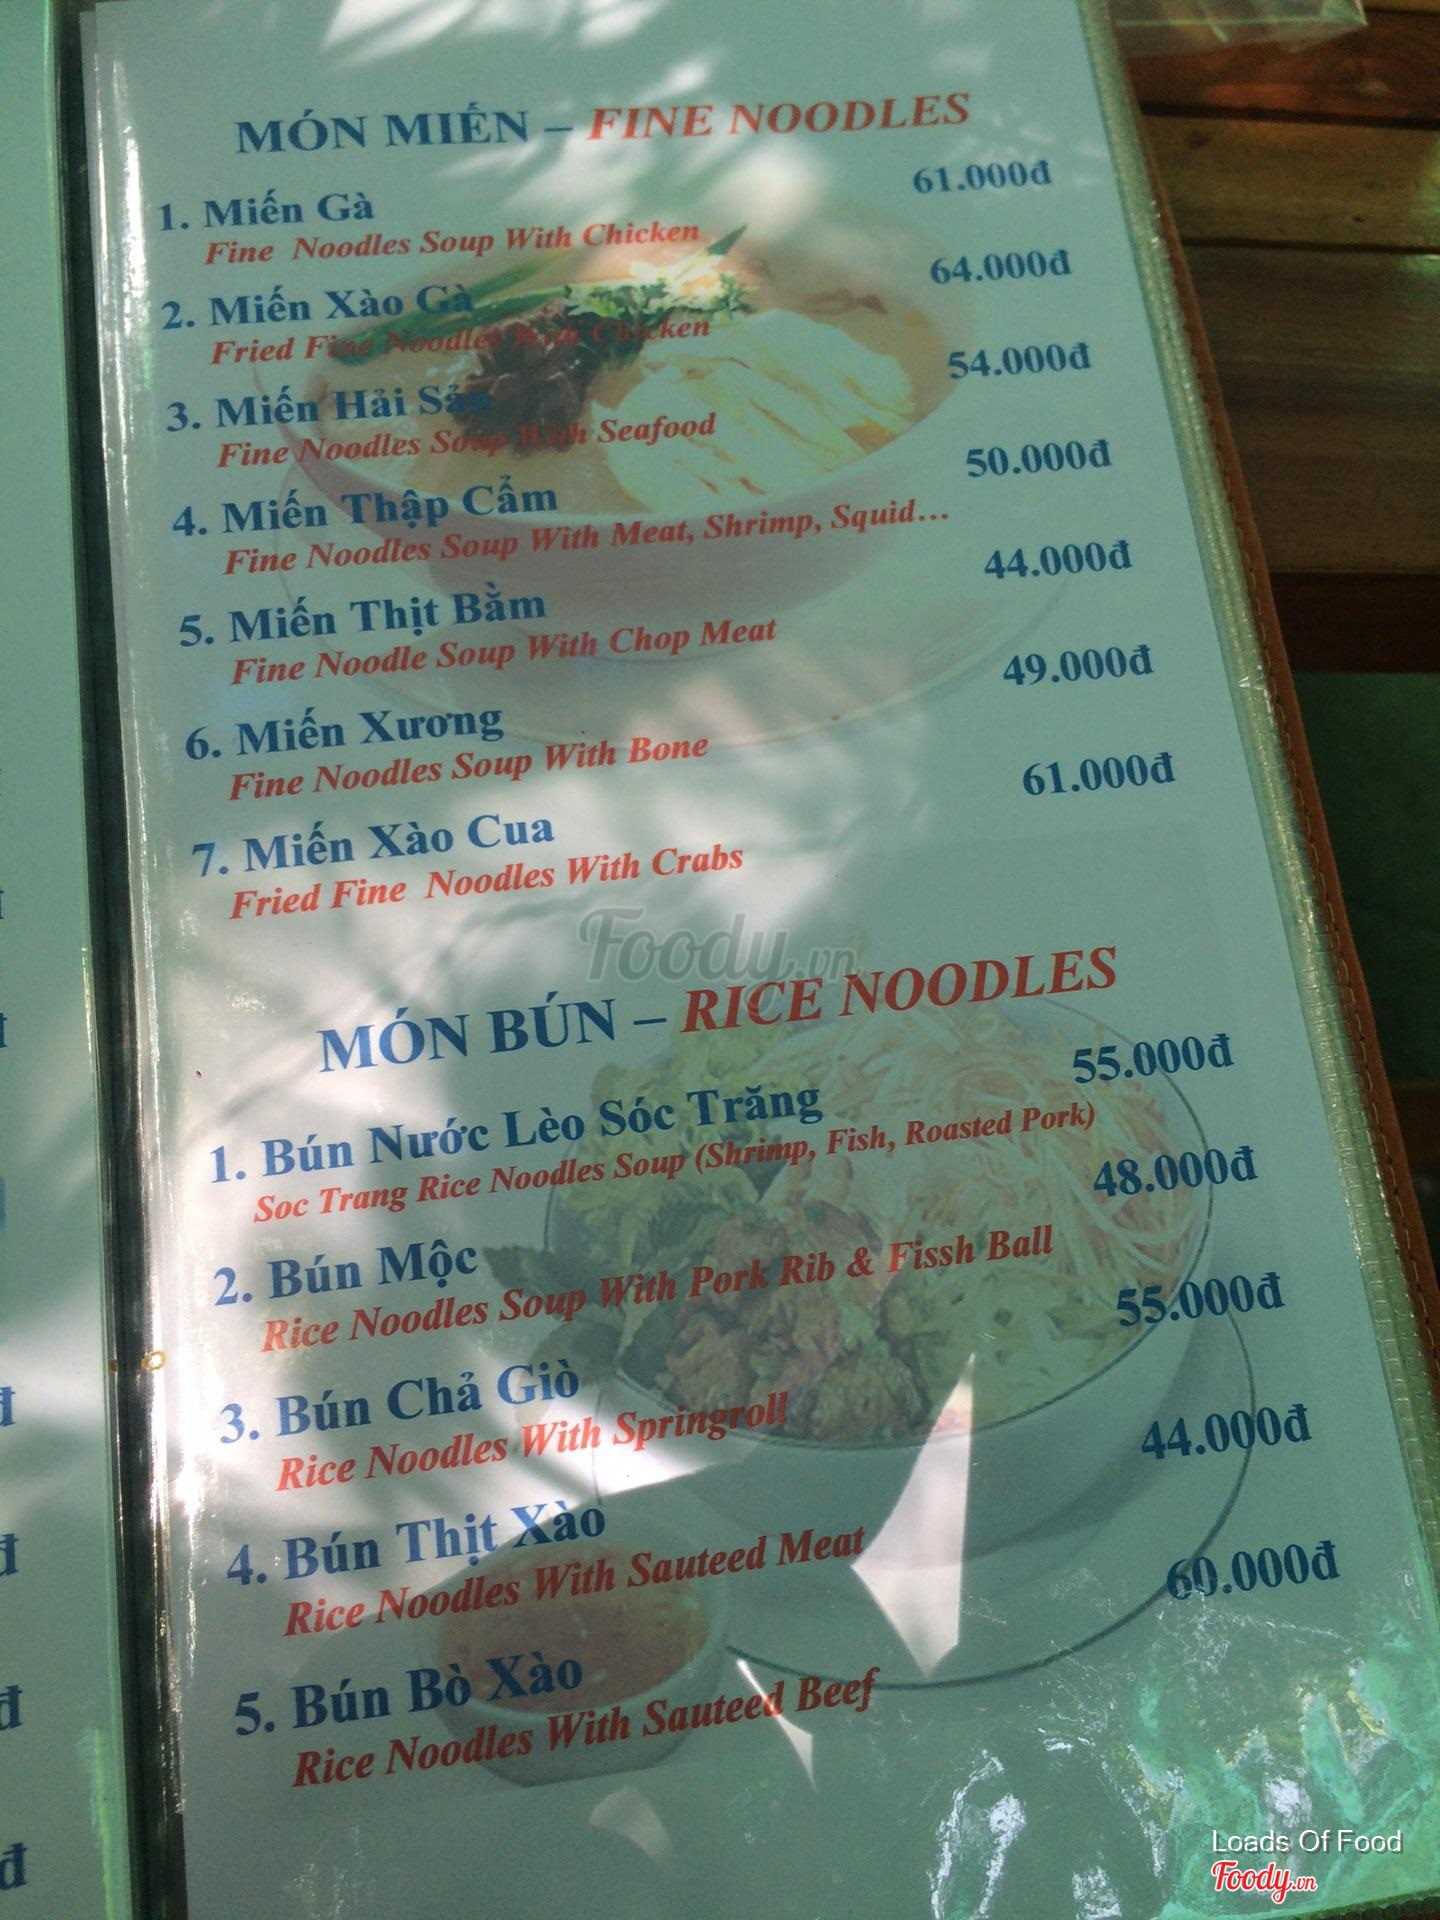 MÓN MIẾN – FINE NOODLES
1. Miến Gà 61.000đ
Fine Noodles Soup With Chicken
2. Miến Xào Gà 64.000đ
Fried Fine Noodles With Chicken
3. Miến Hải Sản 54.000đ
Fine Noodles Soup With Seafood
4. Miến Thập Cẩm 50.000đ
Fine Noodles Soup With Meat, Shrimp, Squid...
5. Miến Thịt Bằm 44.000đ
Fine Noodle Soup With Chop Meat
6. Miến Xương 49.000đ
Fine Noodles Soup With Bone
7. Miến Xào Cua 61.000đ
Fried Fine Noodles With Crabs
Foody.vn
MÓN BÚN – RICE NOODLES
1. Bún Nước Lèo Sóc Trăng 55.000đ
Soc Trang Rice Noodles Soup (Shrimp, Fish, Roasted Pork)
2. Bún Mộc 48.000đ
Rice Noodles Soup With Pork Rib & Fissh Ball
3. Bún Chả Giò 55.000đ
Rice Noodles With Springroll
4. Bún Thịt Xào 44.000đ
Rice Noodles With Sauteed Meat
5. Bún Bò Xào 60.000đ
Rice Noodles With Sauteed Beef
Loads Of Food
Foody.vn